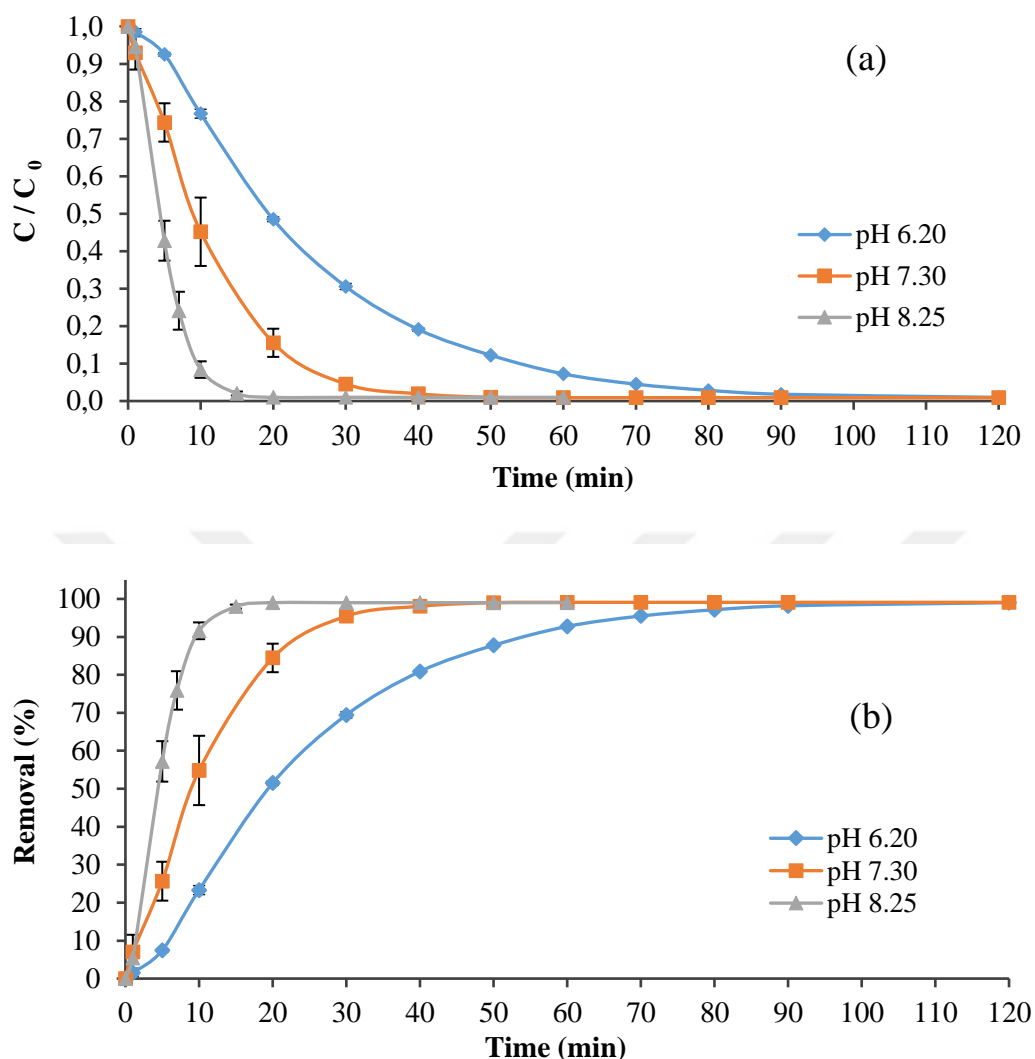 1,0
0,9
0,8
0,7
0,6
0,5
0,4
0,3
0,2
0,1
0,0
C / C₀
(a)
pH 6.20
pH 7.30
pH 8.25
0 10 20 30 40 50 60 70 80 90 100 110 120
Time (min)
100
90
80
70
60
50
40
30
20
10
0
Removal (%)
(b)
pH 6.20
pH 7.30
pH 8.25
0 10 20 30 40 50 60 70 80 90 100 110 120
Time (min)